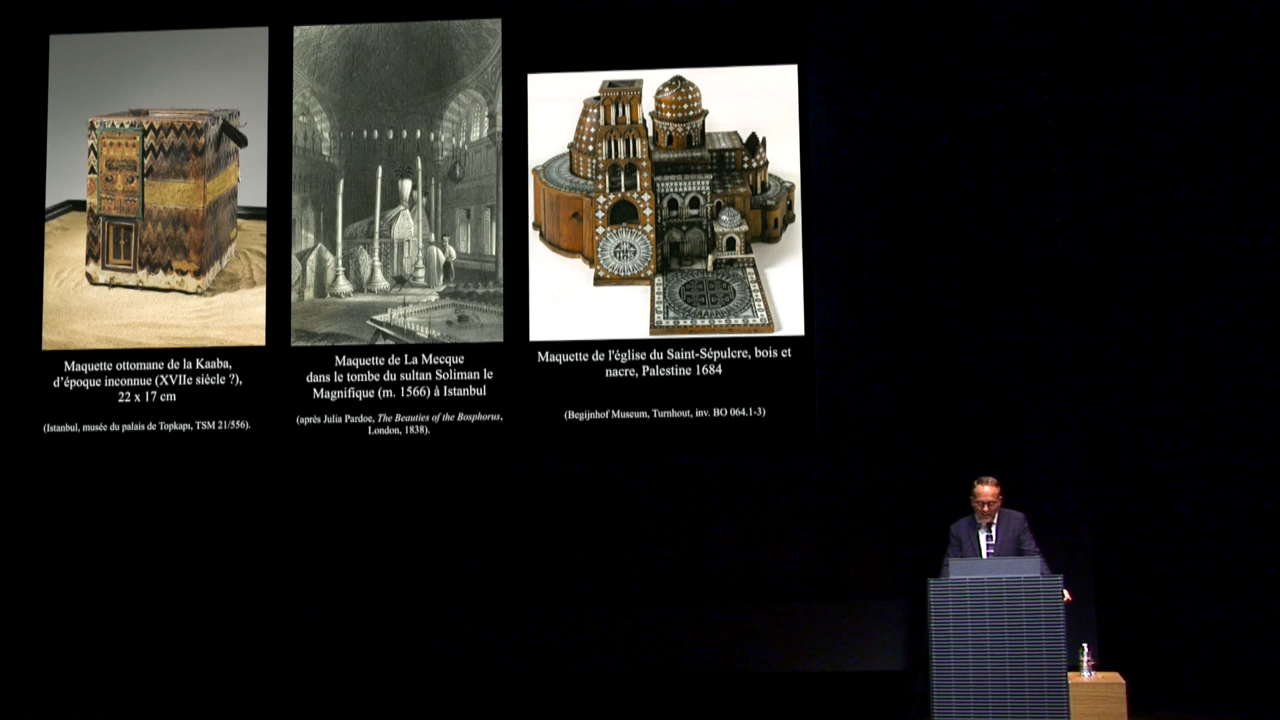 Maquette ottomane de la Kaaba,
d'époque inconnue (XVIIe siècle ?),
22 x 17 cm
(Istanbul, musée du palais de Topkapı, TSM 21/556).
Maquette de La Mecque
dans le tombe du sultan Soliman le
Magnifique (m. 1566) à Istanbul
(après Julia Pardoe, The Beauties of the Bosphorus,
London, 1838).
Maquette de l'église du Saint-Sépulcre, bois et
nacre, Palestine 1684
(Begijnhof Museum, Turnhout, inv. BO 064.1-3)